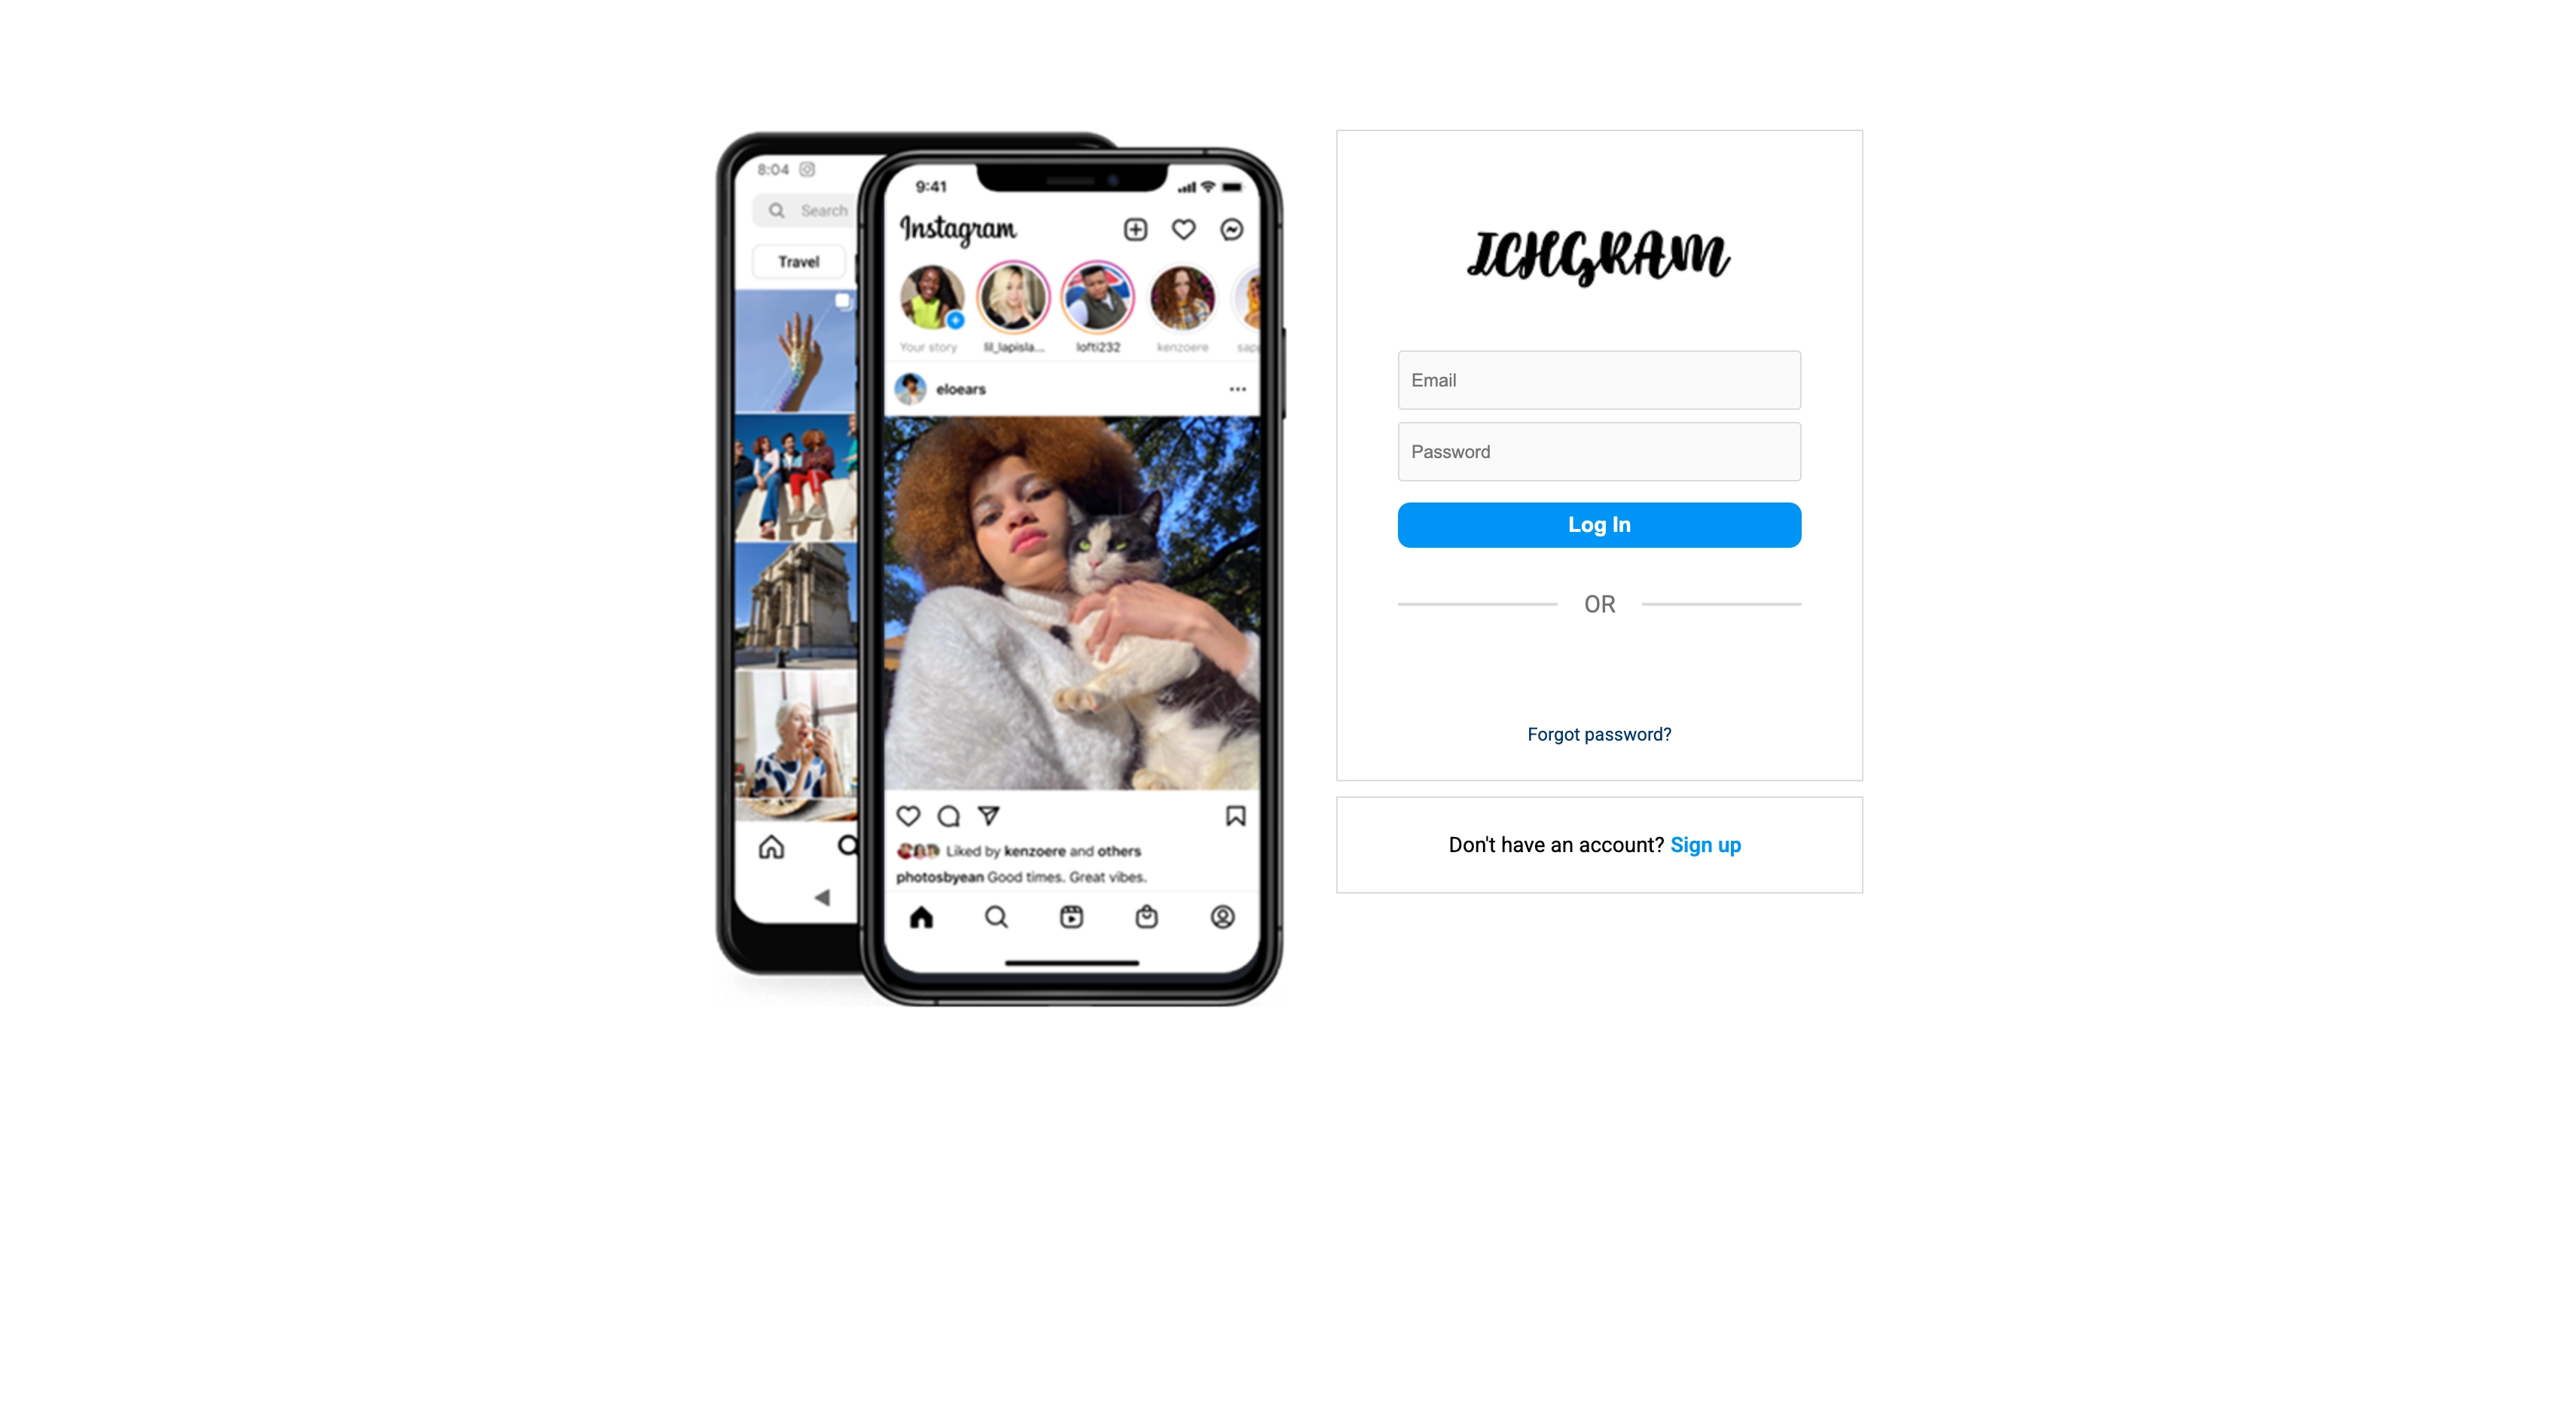 8:04
Search
Travel
9:41
Instagram
Your story
lil_lapisla...
lofti232
kenzoere
sap
eloears
Liked by kenzoere and others
photosbyean Good times. Great vibes.
ICHGRAM
Email
Password
Log In
OR
Forgot password?
Don't have an account? Sign up